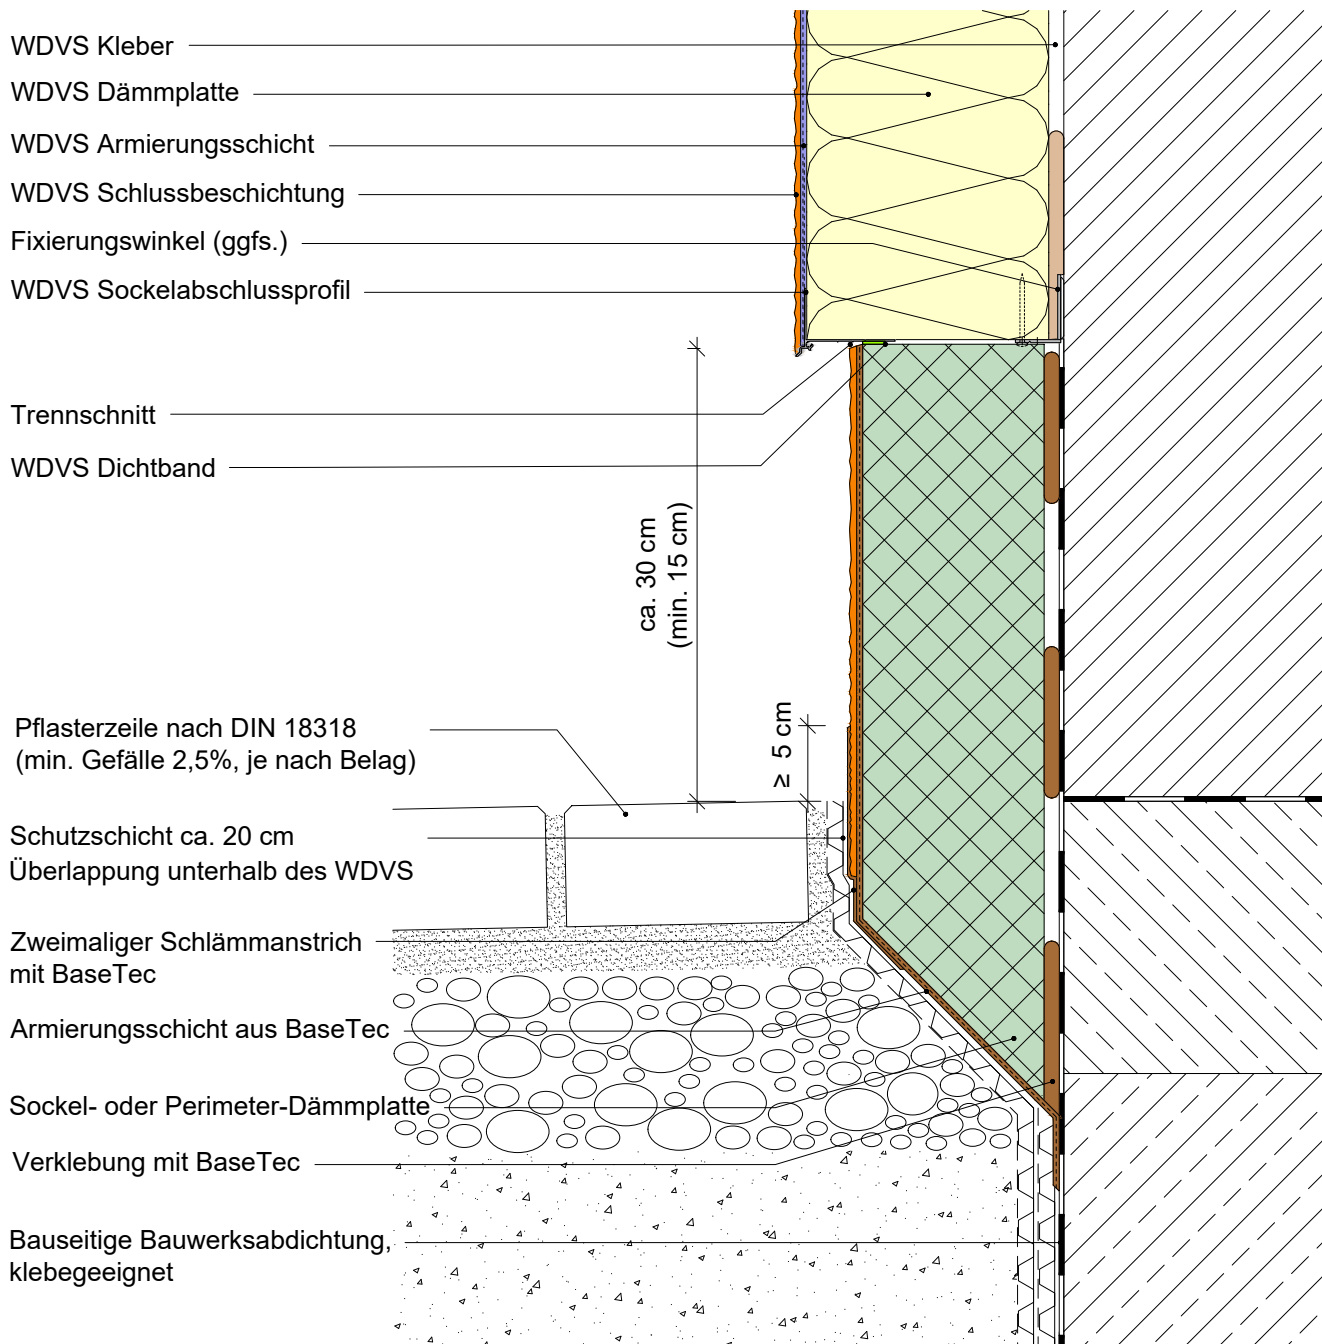 WDVS Kleber
WDVS Dämmplatte
WDVS Armierungsschicht
WDVS Schlussbeschichtung
Fixierungswinkel (ggfs.)
WDVS Sockelabschlussprofil
Trennschnitt
WDVS Dichtband
ca. 30 cm
(min. 15 cm)
≥ 5 cm
Pflasterzeile nach DIN 18318
(min. Gefälle 2,5%, je nach Belag)
Schutzschicht ca. 20 cm
Überlappung unterhalb des WDVS
Zweimaliger Schlämmanstrich
mit BaseTec
Armierungsschicht aus BaseTec
Sockel- oder Perimeter-Dämmplatte
Verklebung mit BaseTec
Bauseitige Bauwerksabdichtung,
klebegeeignet